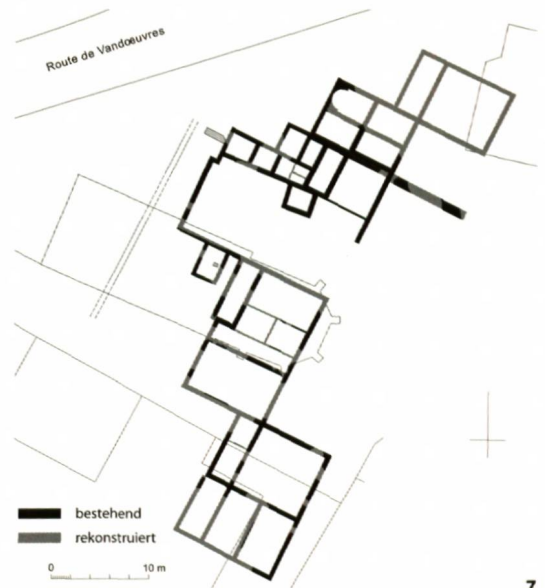 Route de Vandœuvres
bestehend
rekonstruiert
0 10 m
7